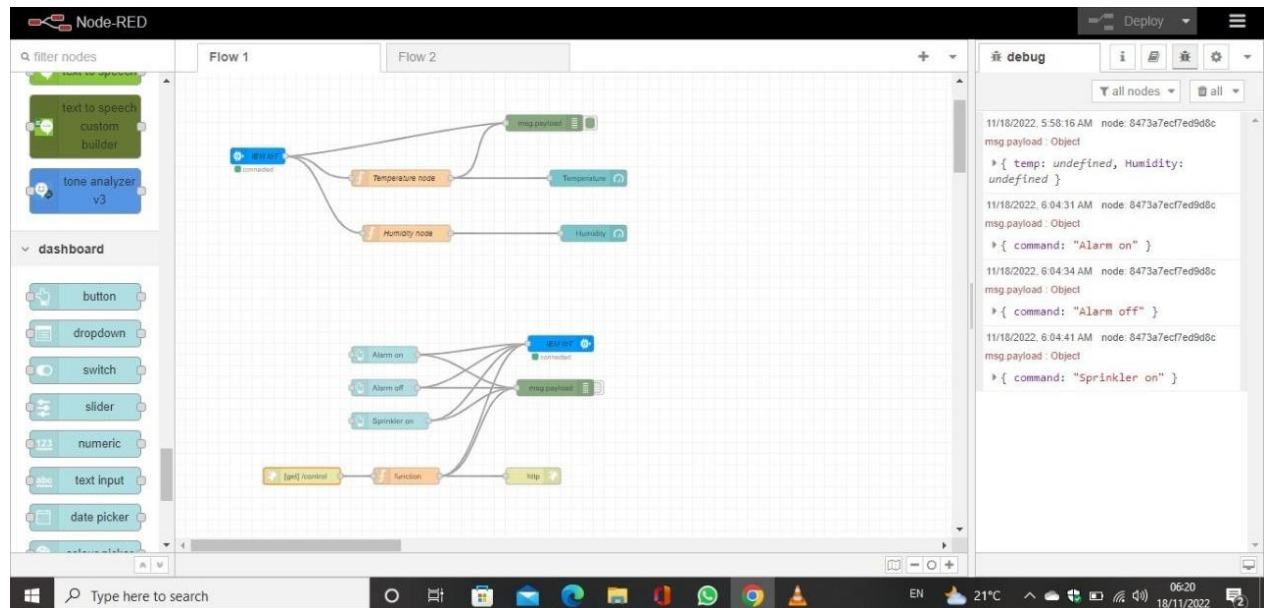 Node-RED
Deploy
filter nodes
Flow 1
Flow 2
debug
i
all nodes
all
text to speech
text to speech
custom
builder
tone analyzer
v3
dashboard
button
dropdown
switch
slider
123
numeric
abc
text input
date picker
msg.payload
IBM IoT
connected
f
Temperature node
Temperature
f
Humidity node
Humidity
Alarm on
IBM IoT
connected
Alarm off
msg.payload
Sprinkler on
[get] /control
f
function
http
11/18/2022, 5:58:16 AM node: 8473a7ecf7ed9d8c
msg.payload : Object
{ temp: undefined, Humidity:
undefined }
11/18/2022, 6:04:31 AM node: 8473a7ecf7ed9d8c
msg.payload : Object
{ command: "Alarm on" }
11/18/2022, 6:04:34 AM node: 8473a7ecf7ed9d8c
msg.payload : Object
{ command: "Alarm off" }
11/18/2022, 6:04:41 AM node: 8473a7ecf7ed9d8c
msg.payload : Object
{ command: "Sprinkler on" }
Type here to search
EN
21°C
06:20
18/11/2022